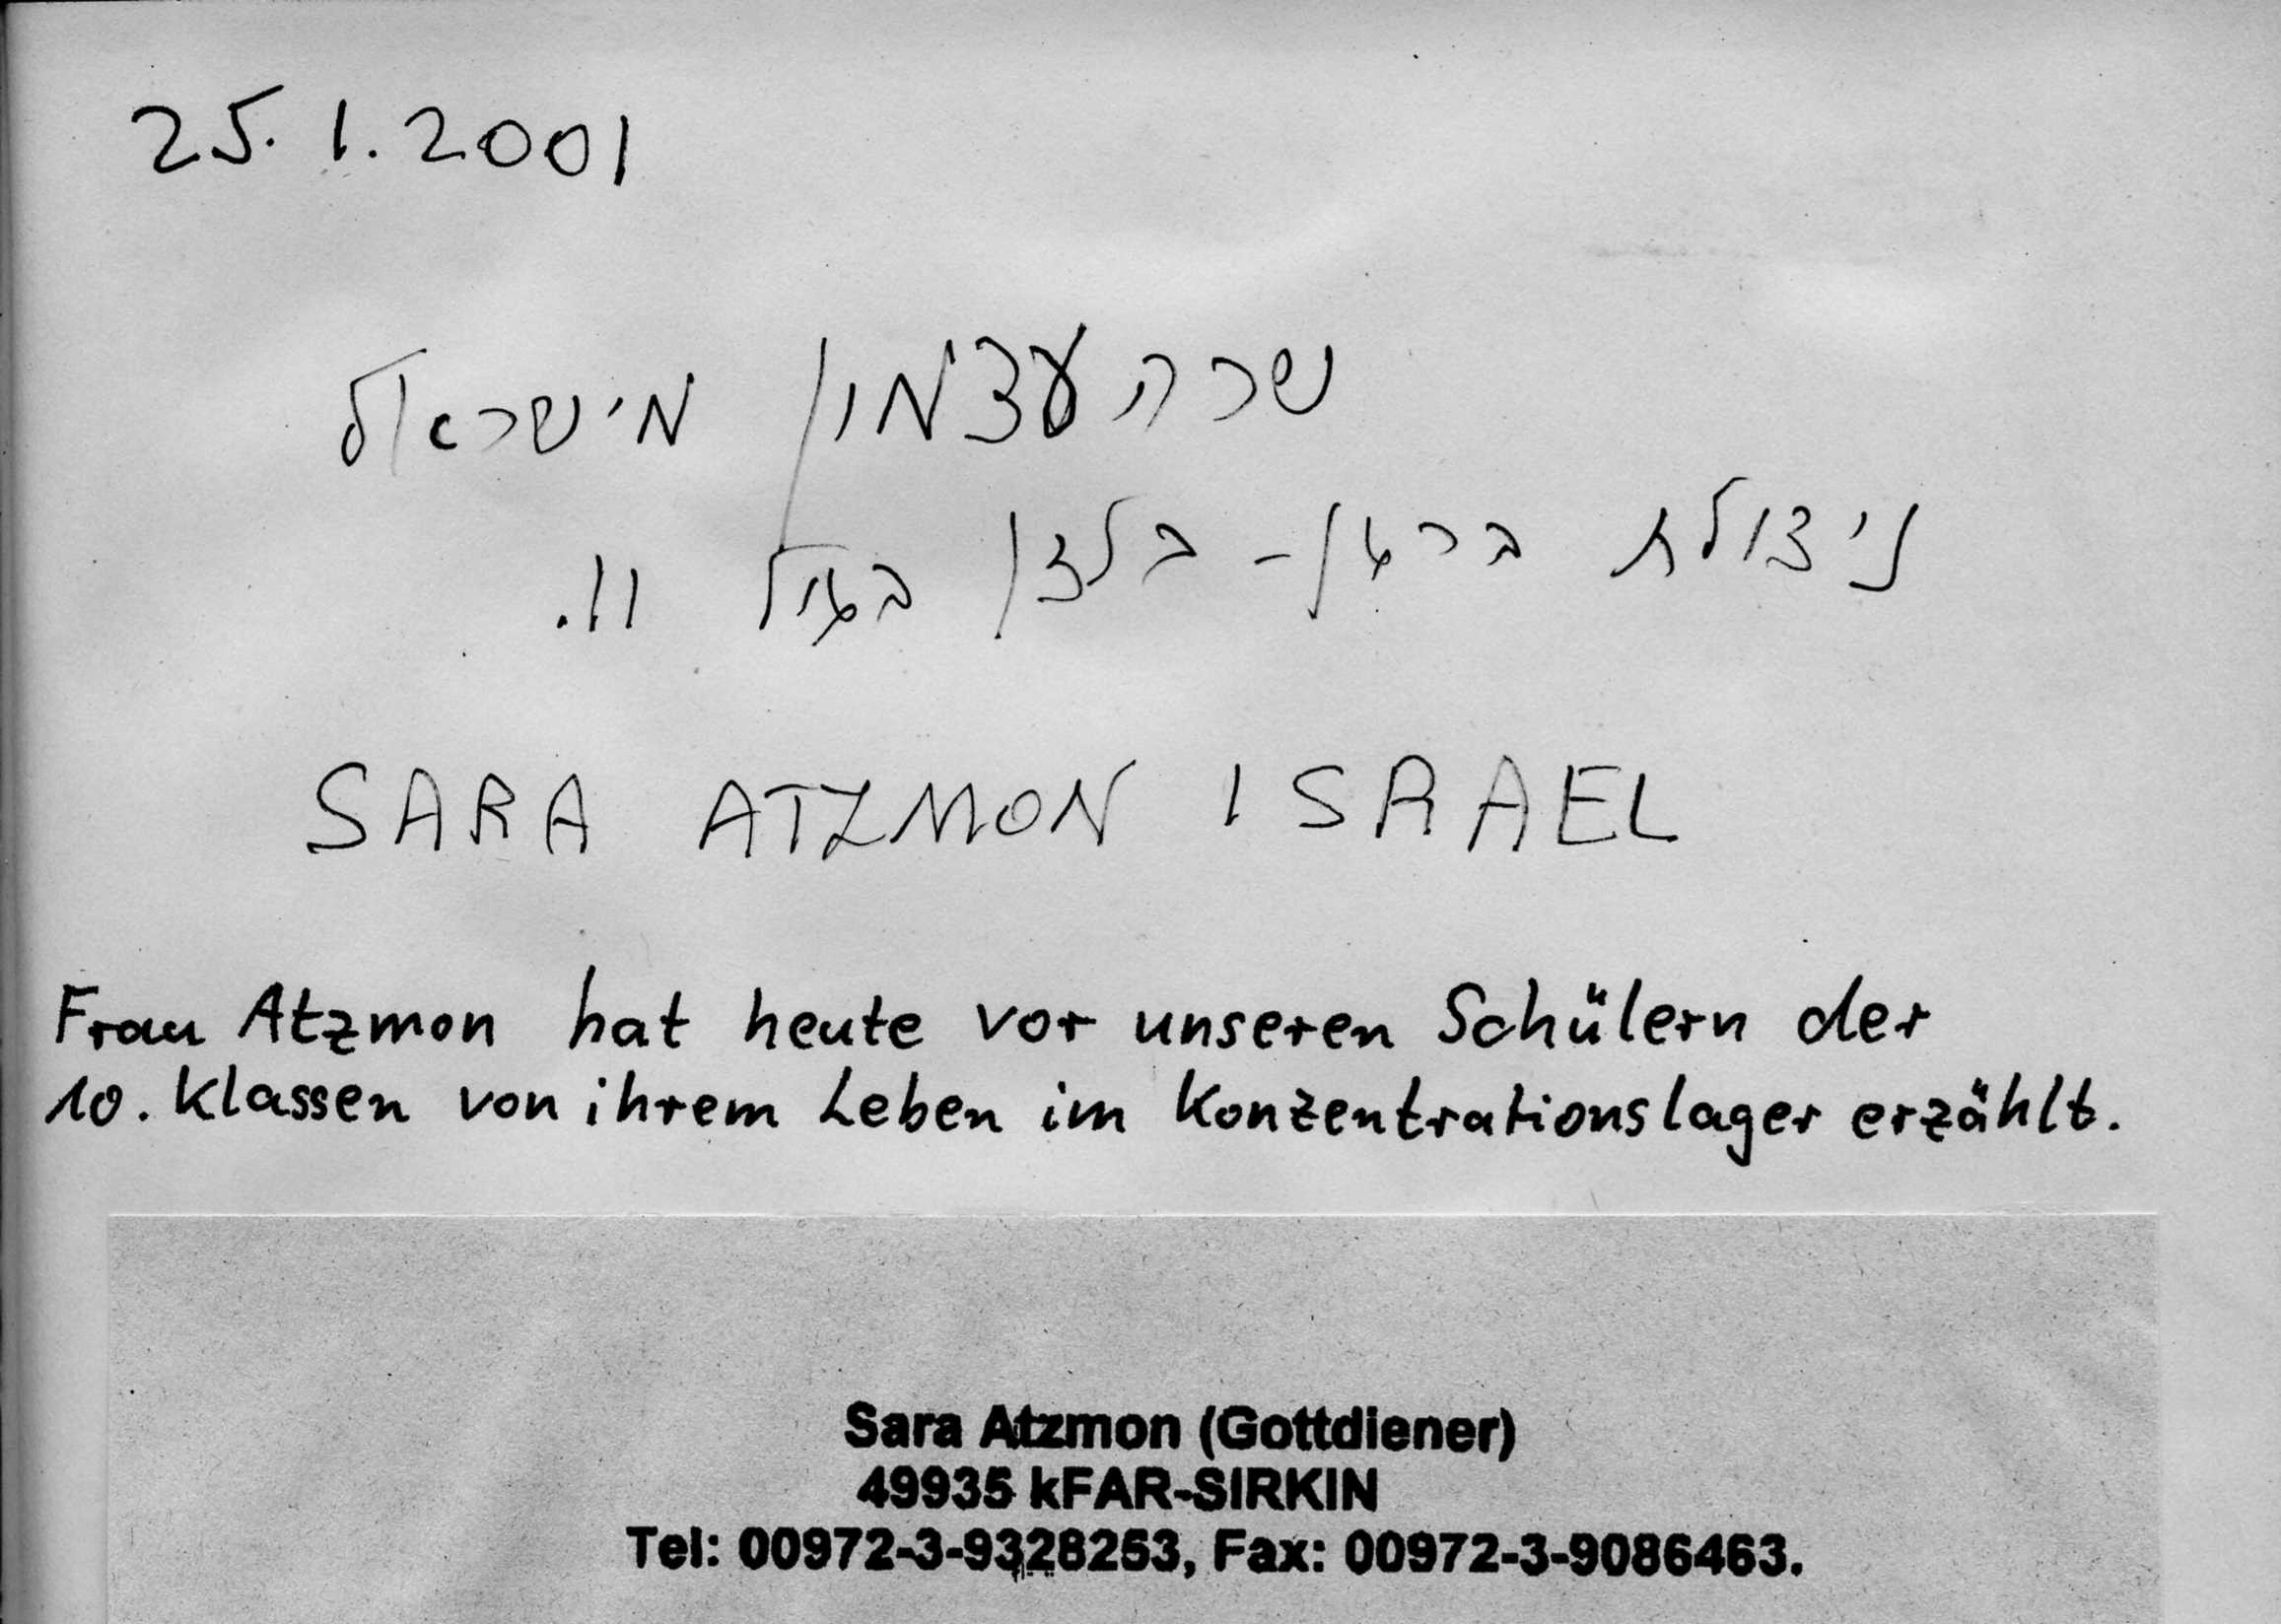 25.1.2001
שרה עצמון מישראל
ניצולת ברגן - בלזן בגיל 11.
SARA ATZMON ISRAEL
Frau Atzmon hat heute vor unseren Schülern der
10. Klassen von ihrem Leben im Konzentrationslager erzählt.
Sara Atzmon (Gottdiener)
49935 kFAR-SIRKIN
Tel: 00972-3-9328253, Fax: 00972-3-9086463.